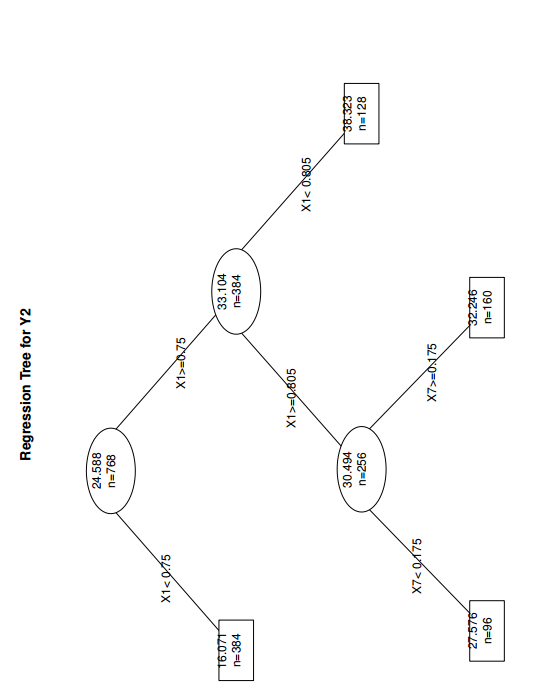 Regression Tree for Y2
24.588
n=768
X1< 0.75
X1>=0.75
16.071
n=384
33.104
n=384
X1>=0.805
X1< 0.805
30.494
n=256
38.323
n=128
X7< 0.175
X7>=0.175
27.576
n=96
32.246
n=160